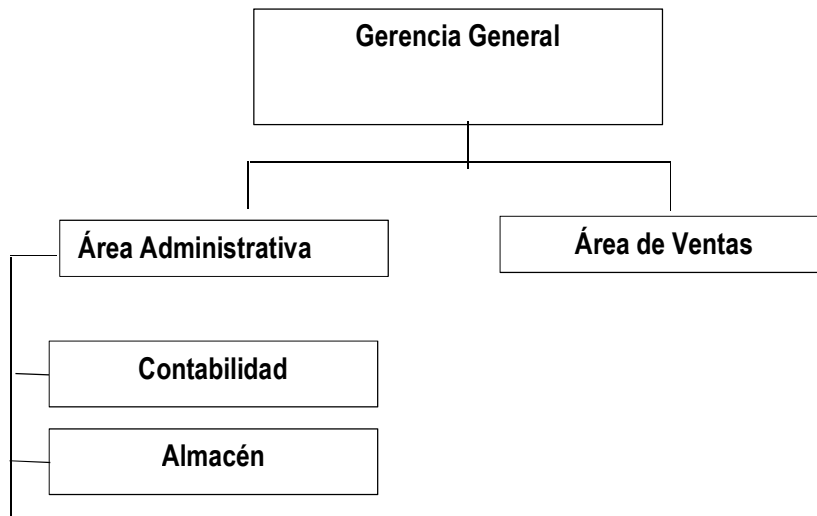 Gerencia General
Área Administrativa
Área de Ventas
Contabilidad
Almacén